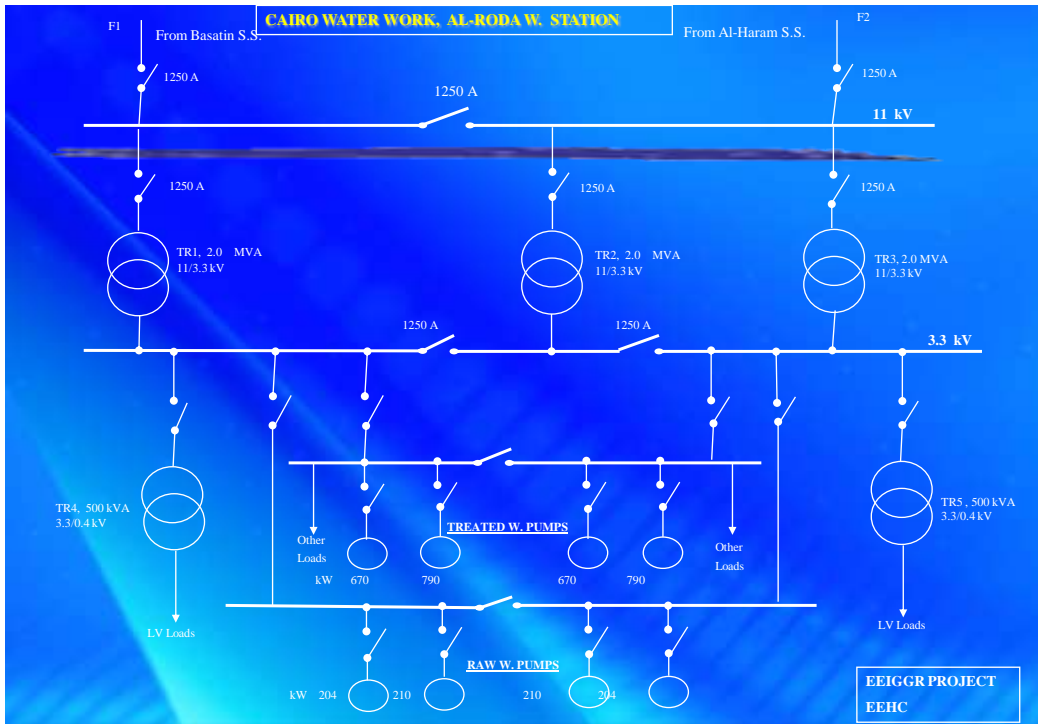 CAIRO WATER WORK, AL-RODA W. STATION
F1
From Basatin S.S.
F2
From Al-Haram S.S.
1250 A
1250 A
1250 A
11 kV
1250 A
1250 A
1250 A
TR1, 2.0 MVA
11/3.3 kV
TR2, 2.0 MVA
11/3.3 kV
TR3, 2.0 MVA
11/3.3 kV
1250 A
1250 A
3.3 kV
TR4, 500 kVA
3.3/0.4 kV
TR5 , 500 kVA
3.3/0.4 kV
TREATED W. PUMPS
Other
Loads
Other
Loads
kW 670 790 670 790
LV Loads
LV Loads
RAW W. PUMPS
kW 204 210 210 204
EEIGGR PROJECT
EEHC